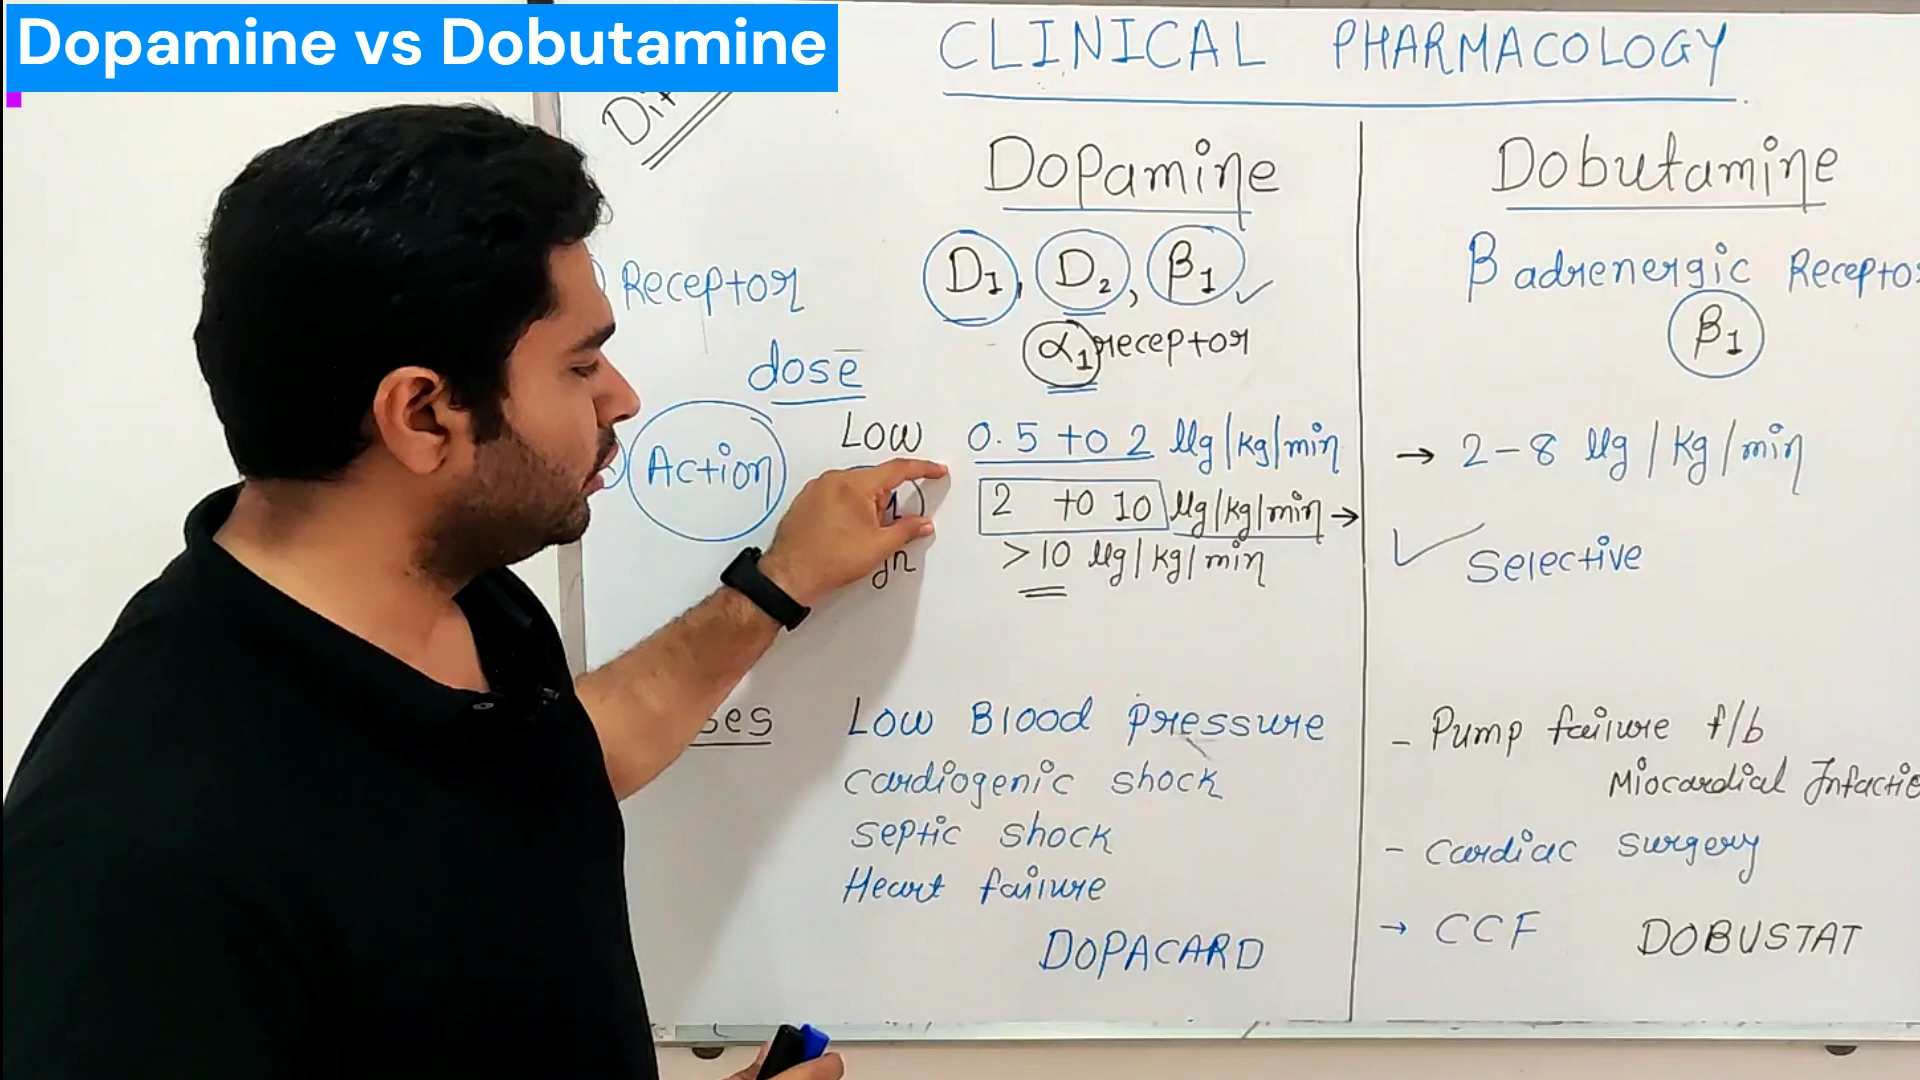 Dopamine vs Dobutamine
CLINICAL PHARMACOLOGY
Dopamine
Dobutamine
Receptor
D1, D2, β1 ✓
α1 receptor
β adrenergic Recepto
β1
dose
Action
Low 0.5 to 2 µg/kg/min
2 to 10 µg/kg/min →
>10 µg/kg/min
→ 2-8 µg/kg/min
✓ Selective
Low Blood pressure
cardiogenic shock
septic shock
Heart failure
DOPACARD
- Pump failure f/b
Miocardial Infactio
- cardiac surgery
→ CCF DOBUSTAT